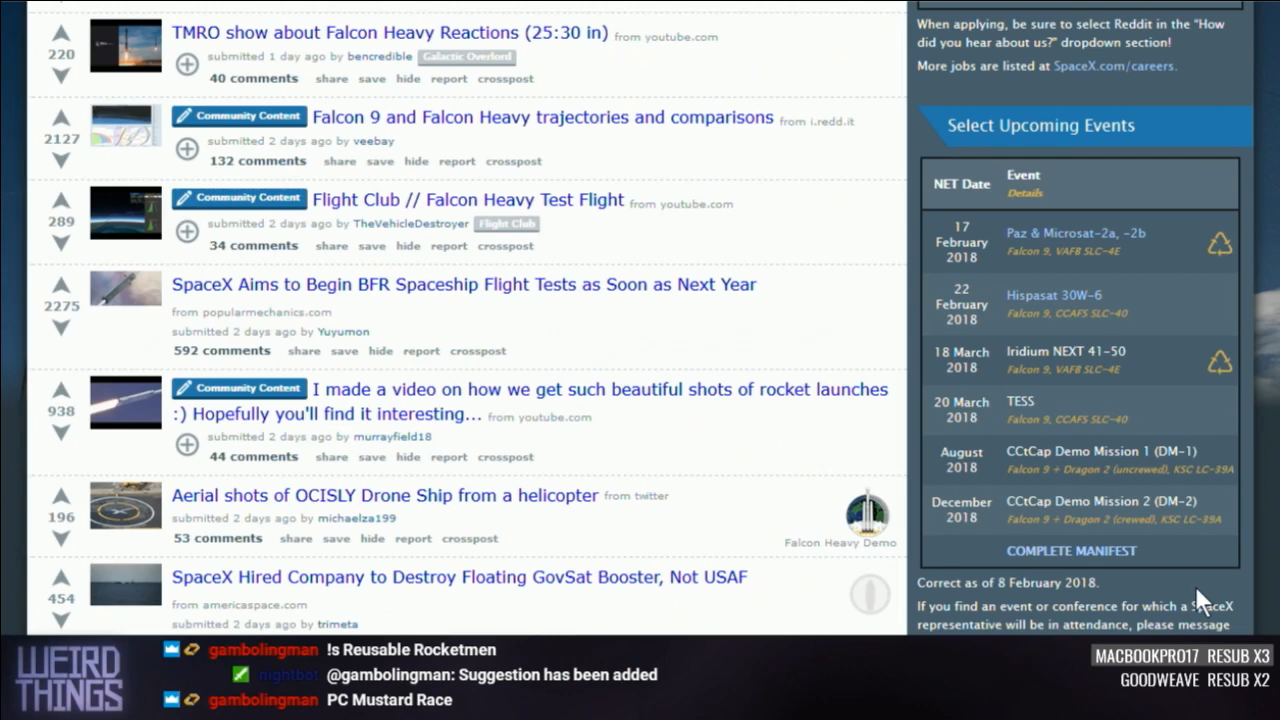 TMRO show about Falcon Heavy Reactions (25:30 in) from youtube.com
220
submitted 1 day ago by bencredible Galactic Overlord
40 comments share save hide report crosspost
Community Content Falcon 9 and Falcon Heavy trajectories and comparisons from i.redd.it
2127
submitted 2 days ago by veebay
132 comments share save hide report crosspost
Community Content Flight Club // Falcon Heavy Test Flight from youtube.com
289
submitted 2 days ago by TheVehicleDestroyer Flight Club
34 comments share save hide report crosspost
SpaceX Aims to Begin BFR Spaceship Flight Tests as Soon as Next Year
2275
from popularmechanics.com
submitted 2 days ago by Yuyumon
592 comments share save hide report crosspost
Community Content I made a video on how we get such beautiful shots of rocket launches
938
:) Hopefully you'll find it interesting... from youtube.com
submitted 2 days ago by murrayfield18
44 comments share save hide report crosspost
Aerial shots of OCISLY Drone Ship from a helicopter from twitter
196
submitted 2 days ago by michaelza199
53 comments share save hide report crosspost
Falcon Heavy Demo
SpaceX Hired Company to Destroy Floating GovSat Booster, Not USAF
454
from americaspace.com
submitted 2 days ago by trimeta
When applying, be sure to select Reddit in the "How
did you hear about us?" dropdown section!
More jobs are listed at SpaceX.com/careers.
Select Upcoming Events
NET Date Event
Details
17 February 2018 Paz & Microsat-2a, -2b
Falcon 9, VAFB SLC-4E
22 February 2018 Hispasat 30W-6
Falcon 9, CCAFS SLC-40
18 March 2018 Iridium NEXT 41-50
Falcon 9, VAFB SLC-4E
20 March 2018 TESS
Falcon 9, CCAFS SLC-40
August 2018 CCtCap Demo Mission 1 (DM-1)
Falcon 9 + Dragon 2 (uncrewed), KSC LC-39A
December 2018 CCtCap Demo Mission 2 (DM-2)
Falcon 9 + Dragon 2 (crewed), KSC LC-39A
COMPLETE MANIFEST
Correct as of 8 February 2018.
If you find an event or conference for which a SpaceX
representative will be in attendance, please message
WEIRD
THINGS
gambolingman !s Reusable Rocketmen
nightbot @gambolingman: Suggestion has been added
gambolingman PC Mustard Race
MACBOOKPRO17 RESUB X3
GOODWEAVE RESUB X2